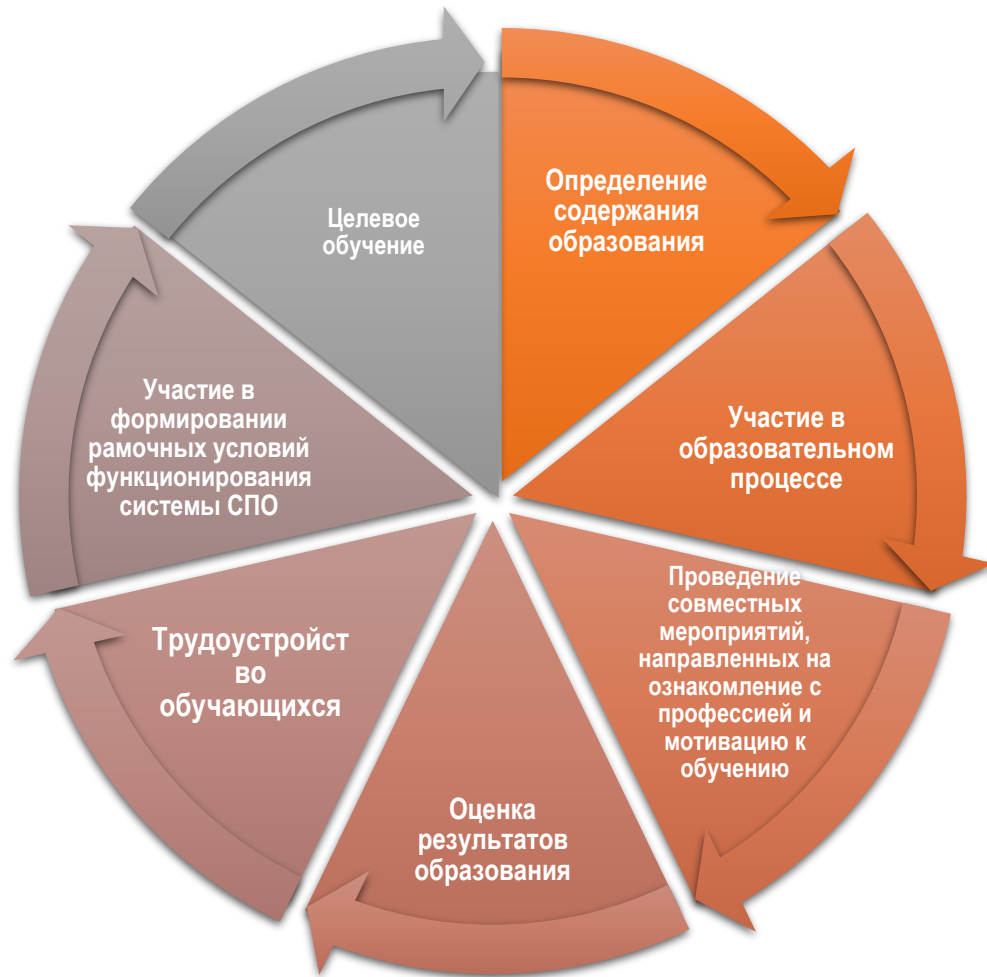 Определение
содержания
образования
Участие в
образовательном
процессе
Проведение
совместных
мероприятий,
направленных на
ознакомление с
профессией и
мотивацию к
обучению
Оценка
результатов
образования
Трудоустройст
во
обучающихся
Участие в
формировании
рамочных условий
функционирования
системы СПО
Целевое
обучение